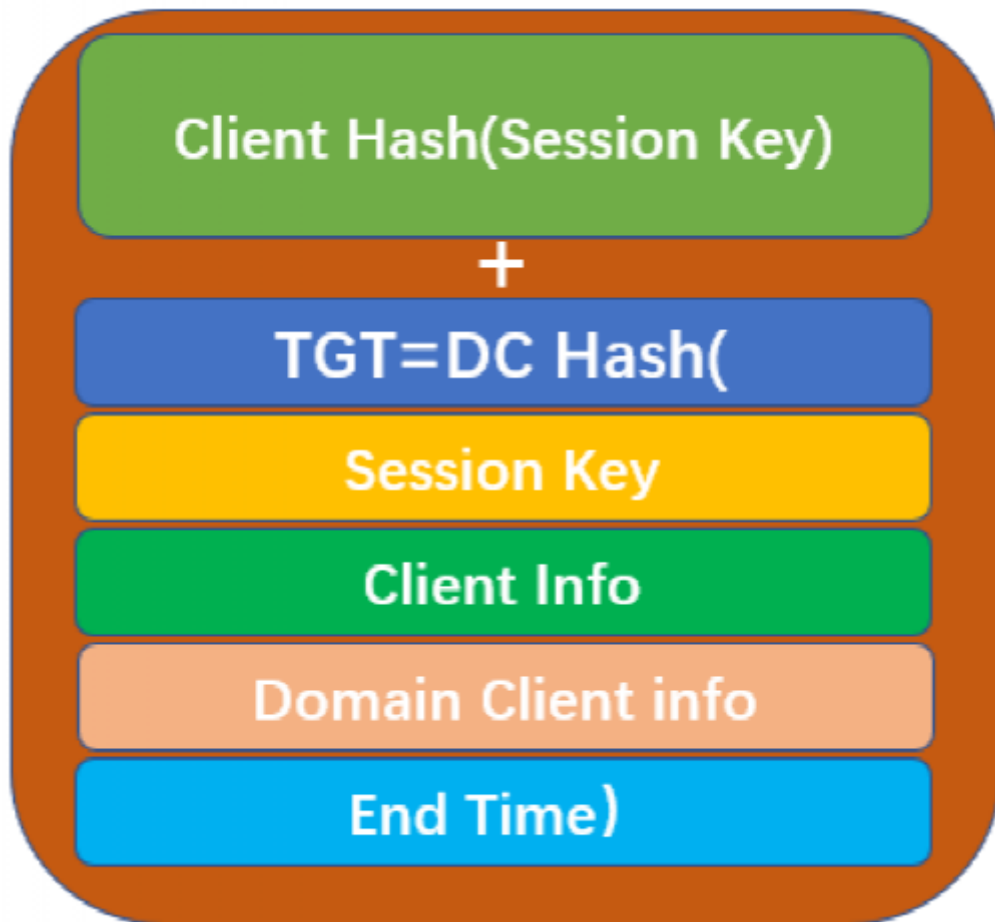 Client Hash(Session Key)
+
TGT=DC Hash(
Session Key
Client Info
Domain Client info
End Time)